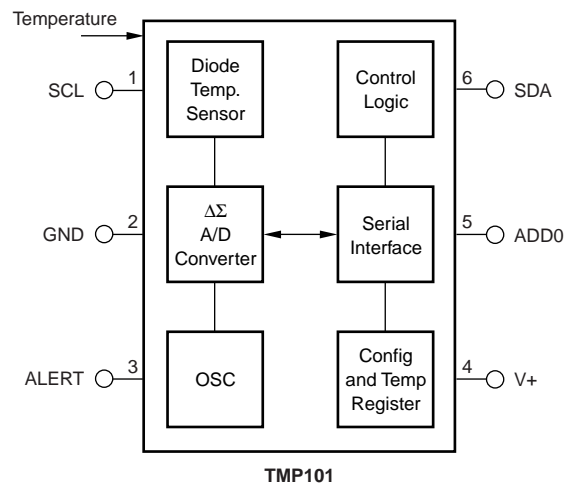 Temperature
SCL
1
Diode
Temp.
Sensor
Control
Logic
6
SDA
GND
2
ΔΣ
A/D
Converter
Serial
Interface
5
ADD0
ALERT
3
OSC
Config
and Temp
Register
4
V+
TMP101